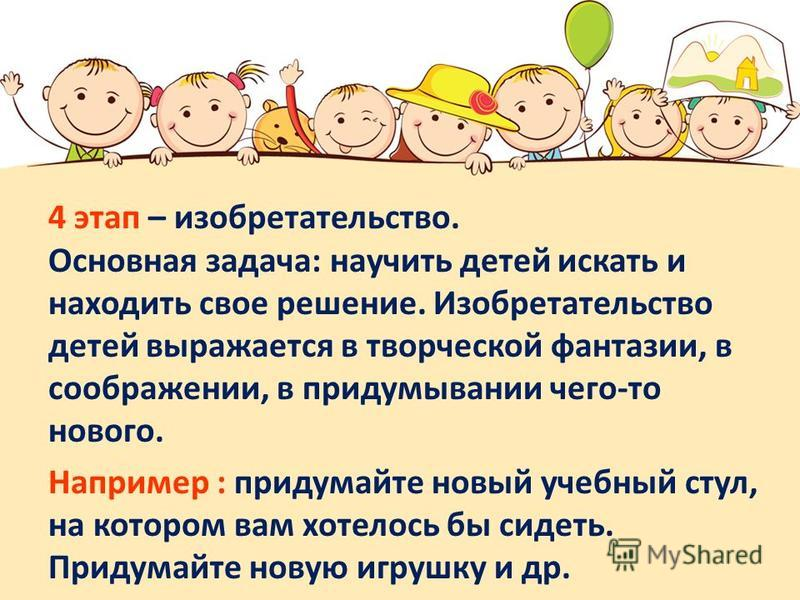 4 этап – изобретательство.
Основная задача: научить детей искать и
находить свое решение. Изобретательство
детей выражается в творческой фантазии, в
соображении, в придумывании чего-то
нового.
Например : придумайте новый учебный стул,
на котором вам хотелось бы сидеть.
Придумайте новую игрушку и др.
MyShared